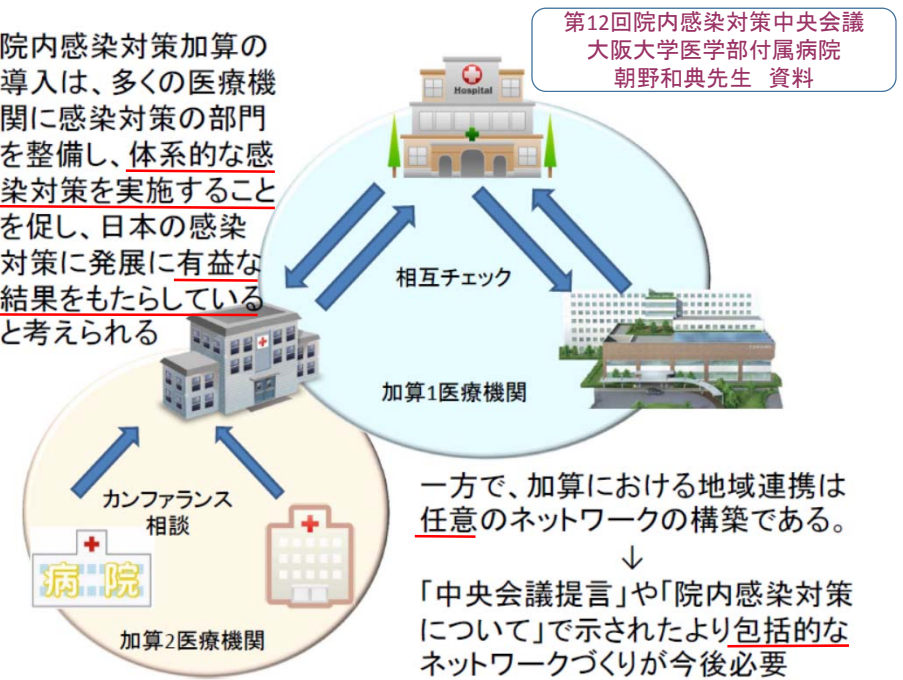 第12回院内感染対策中央会議
大阪大学医学部付属病院
朝野和典先生 資料
院内感染対策加算の
導入は、多くの医療機
関に感染対策の部門
を整備し、体系的な感
染対策を実施すること
を促し、日本の感染
対策に発展に有益な
結果をもたらしている
と考えられる
Hospital
相互チェック
加算1医療機関
カンファランス
相談
病院
加算2医療機関
一方で、加算における地域連携は
任意のネットワークの構築である。
↓
「中央会議提言」や「院内感染対策
について」で示されたより包括的な
ネットワークづくりが今後必要